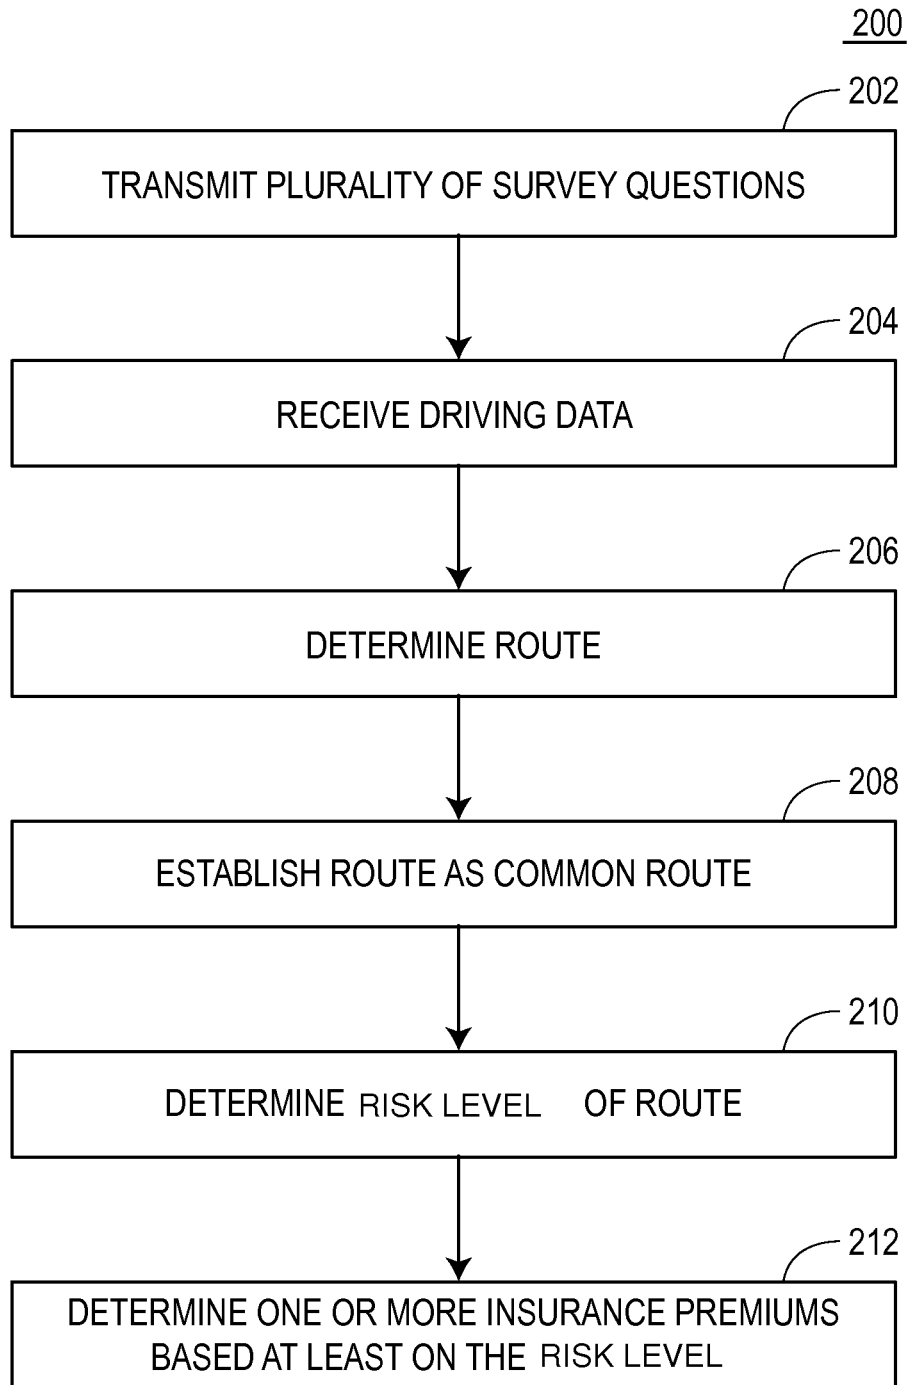 200
202
TRANSMIT PLURALITY OF SURVEY QUESTIONS
204
RECEIVE DRIVING DATA
206
DETERMINE ROUTE
208
ESTABLISH ROUTE AS COMMON ROUTE
210
DETERMINE RISK LEVEL OF ROUTE
212
DETERMINE ONE OR MORE INSURANCE PREMIUMS
BASED AT LEAST ON THE RISK LEVEL